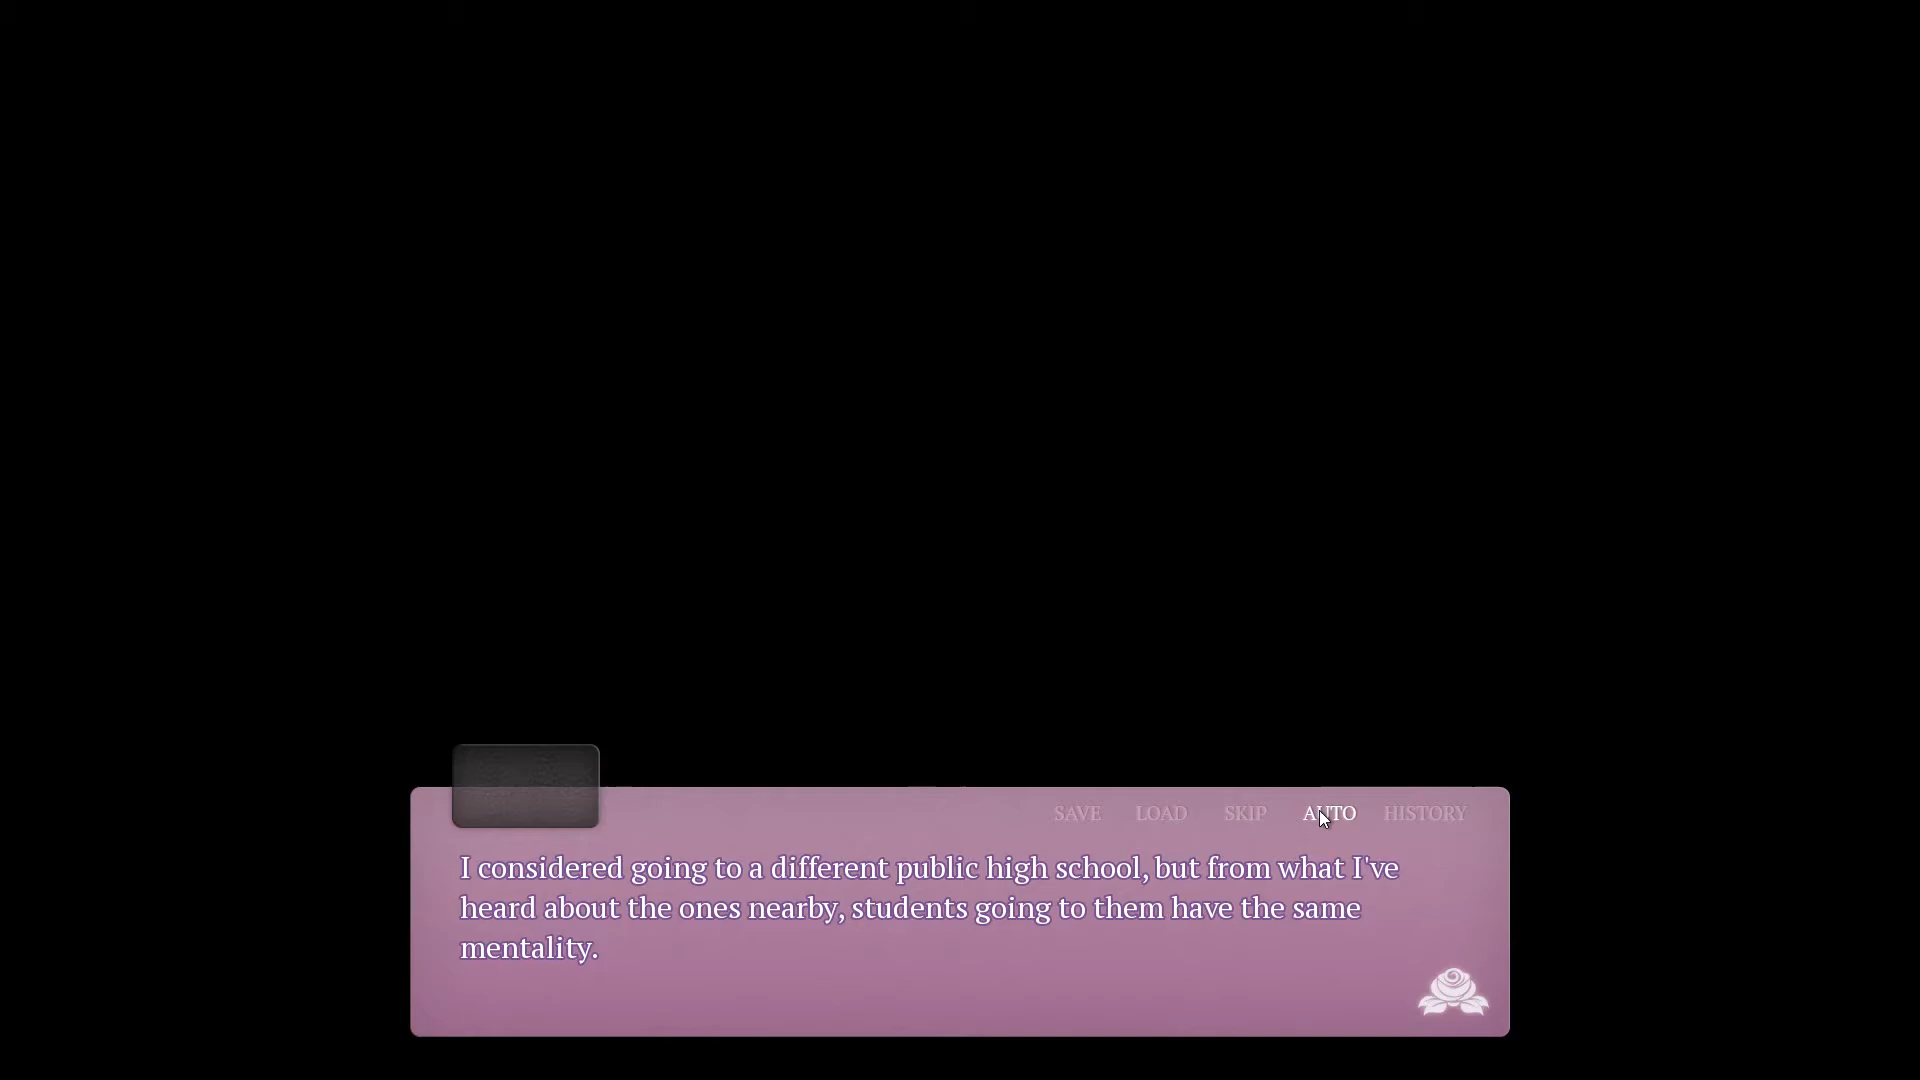 SAVE LOAD SKIP AUTO HISTORY
I considered going to a different public high school, but from what I've
heard about the ones nearby, students going to them have the same
mentality.